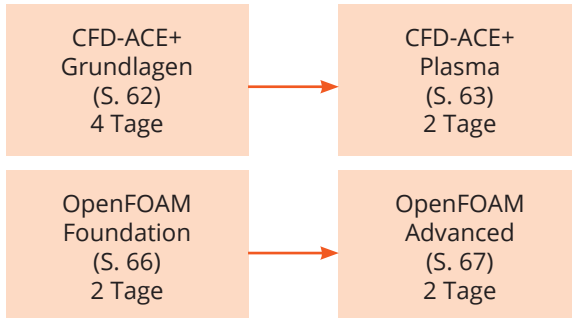 CFD-ACE+
Grundlagen
(S. 62)
4 Tage
CFD-ACE+
Plasma
(S. 63)
2 Tage
OpenFOAM
Foundation
(S. 66)
2 Tage
OpenFOAM
Advanced
(S. 67)
2 Tage